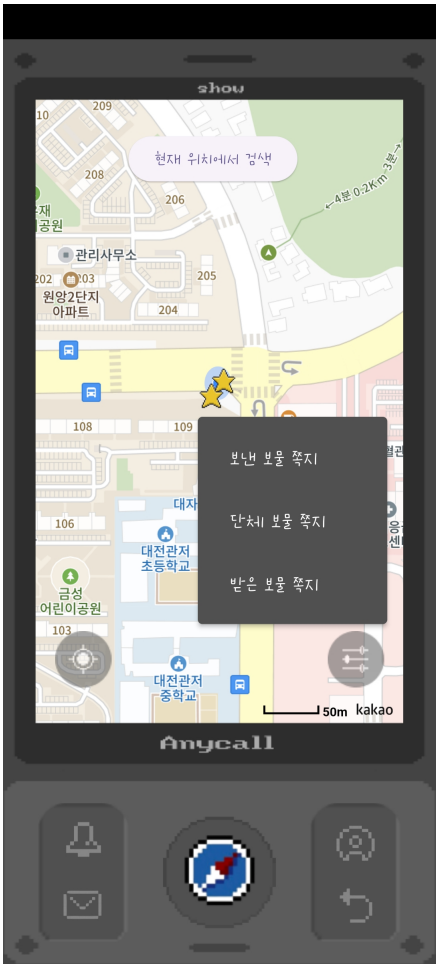 show
209
10
현재 위치에서 검색
208
206
←4분 0.2Km 3분→
공원
관리사무소
202
203
205
원앙2단지
아파트
204
108
109
보낸 보물 쪽지
대자
106
단체 보물 쪽지
대전관저
초등학교
금성
어린이공원
받은 보물 쪽지
103
대전관저
중학교
50m
kakao
Anycall